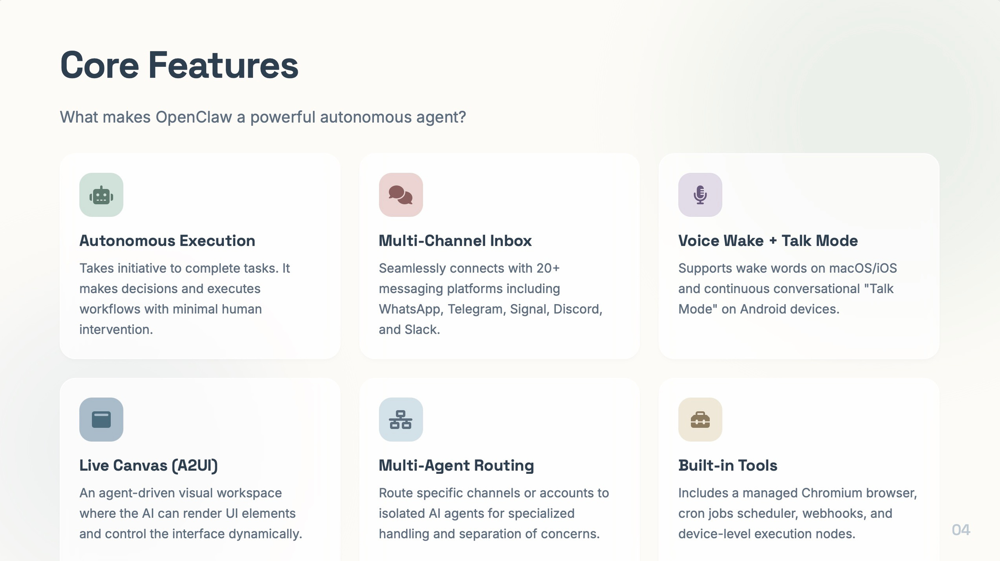 Core Features
What makes OpenClaw a powerful autonomous agent?
Autonomous Execution
Takes initiative to complete tasks. It
makes decisions and executes
workflows with minimal human
intervention.
Multi-Channel Inbox
Seamlessly connects with 20+
messaging platforms including
WhatsApp, Telegram, Signal, Discord,
and Slack.
Voice Wake + Talk Mode
Supports wake words on macOS/iOS
and continuous conversational "Talk
Mode" on Android devices.
Live Canvas (A2UI)
An agent-driven visual workspace
where the AI can render UI elements
and control the interface dynamically.
Multi-Agent Routing
Route specific channels or accounts to
isolated AI agents for specialized
handling and separation of concerns.
Built-in Tools
Includes a managed Chromium browser,
cron jobs scheduler, webhooks, and
device-level execution nodes.
04